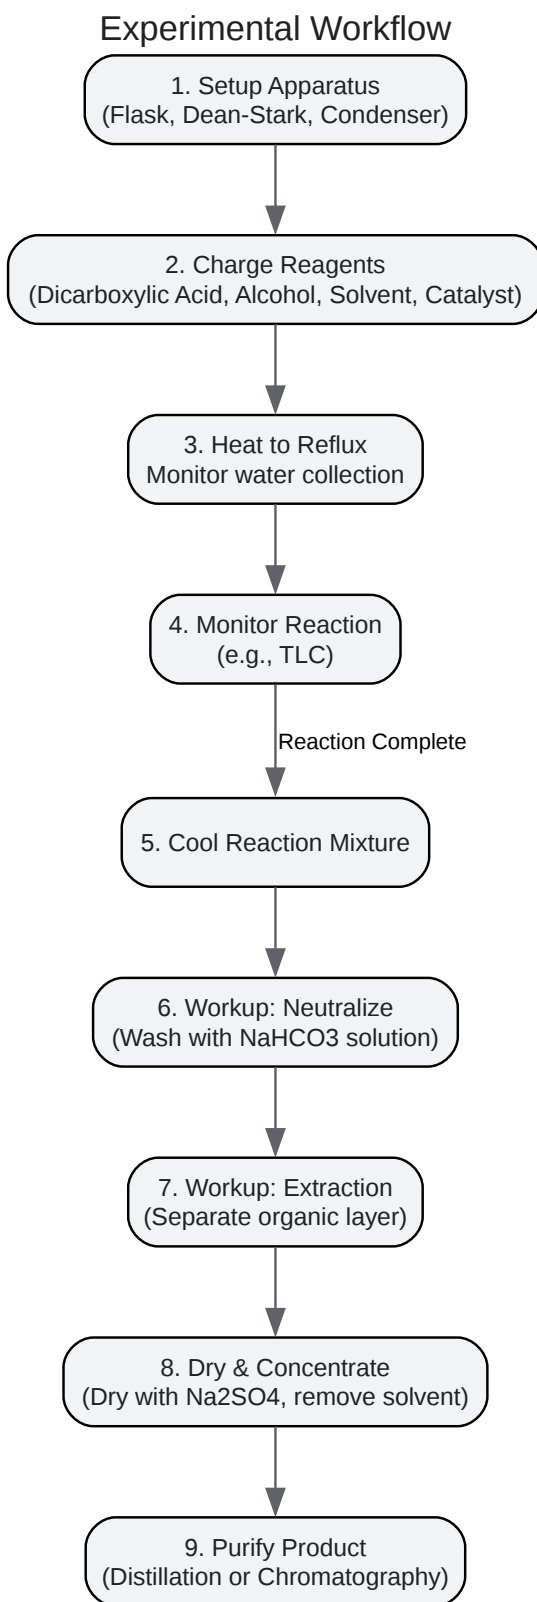 Experimental Workflow
1. Setup Apparatus
(Flask, Dean-Stark, Condenser)
2. Charge Reagents
(Dicarboxylic Acid, Alcohol, Solvent, Catalyst)
3. Heat to Reflux
Monitor water collection
4. Monitor Reaction
(e.g., TLC)
Reaction Complete
5. Cool Reaction Mixture
6. Workup: Neutralize
(Wash with NaHCO3 solution)
7. Workup: Extraction
(Separate organic layer)
8. Dry & Concentrate
(Dry with Na2SO4, remove solvent)
9. Purify Product
(Distillation or Chromatography)